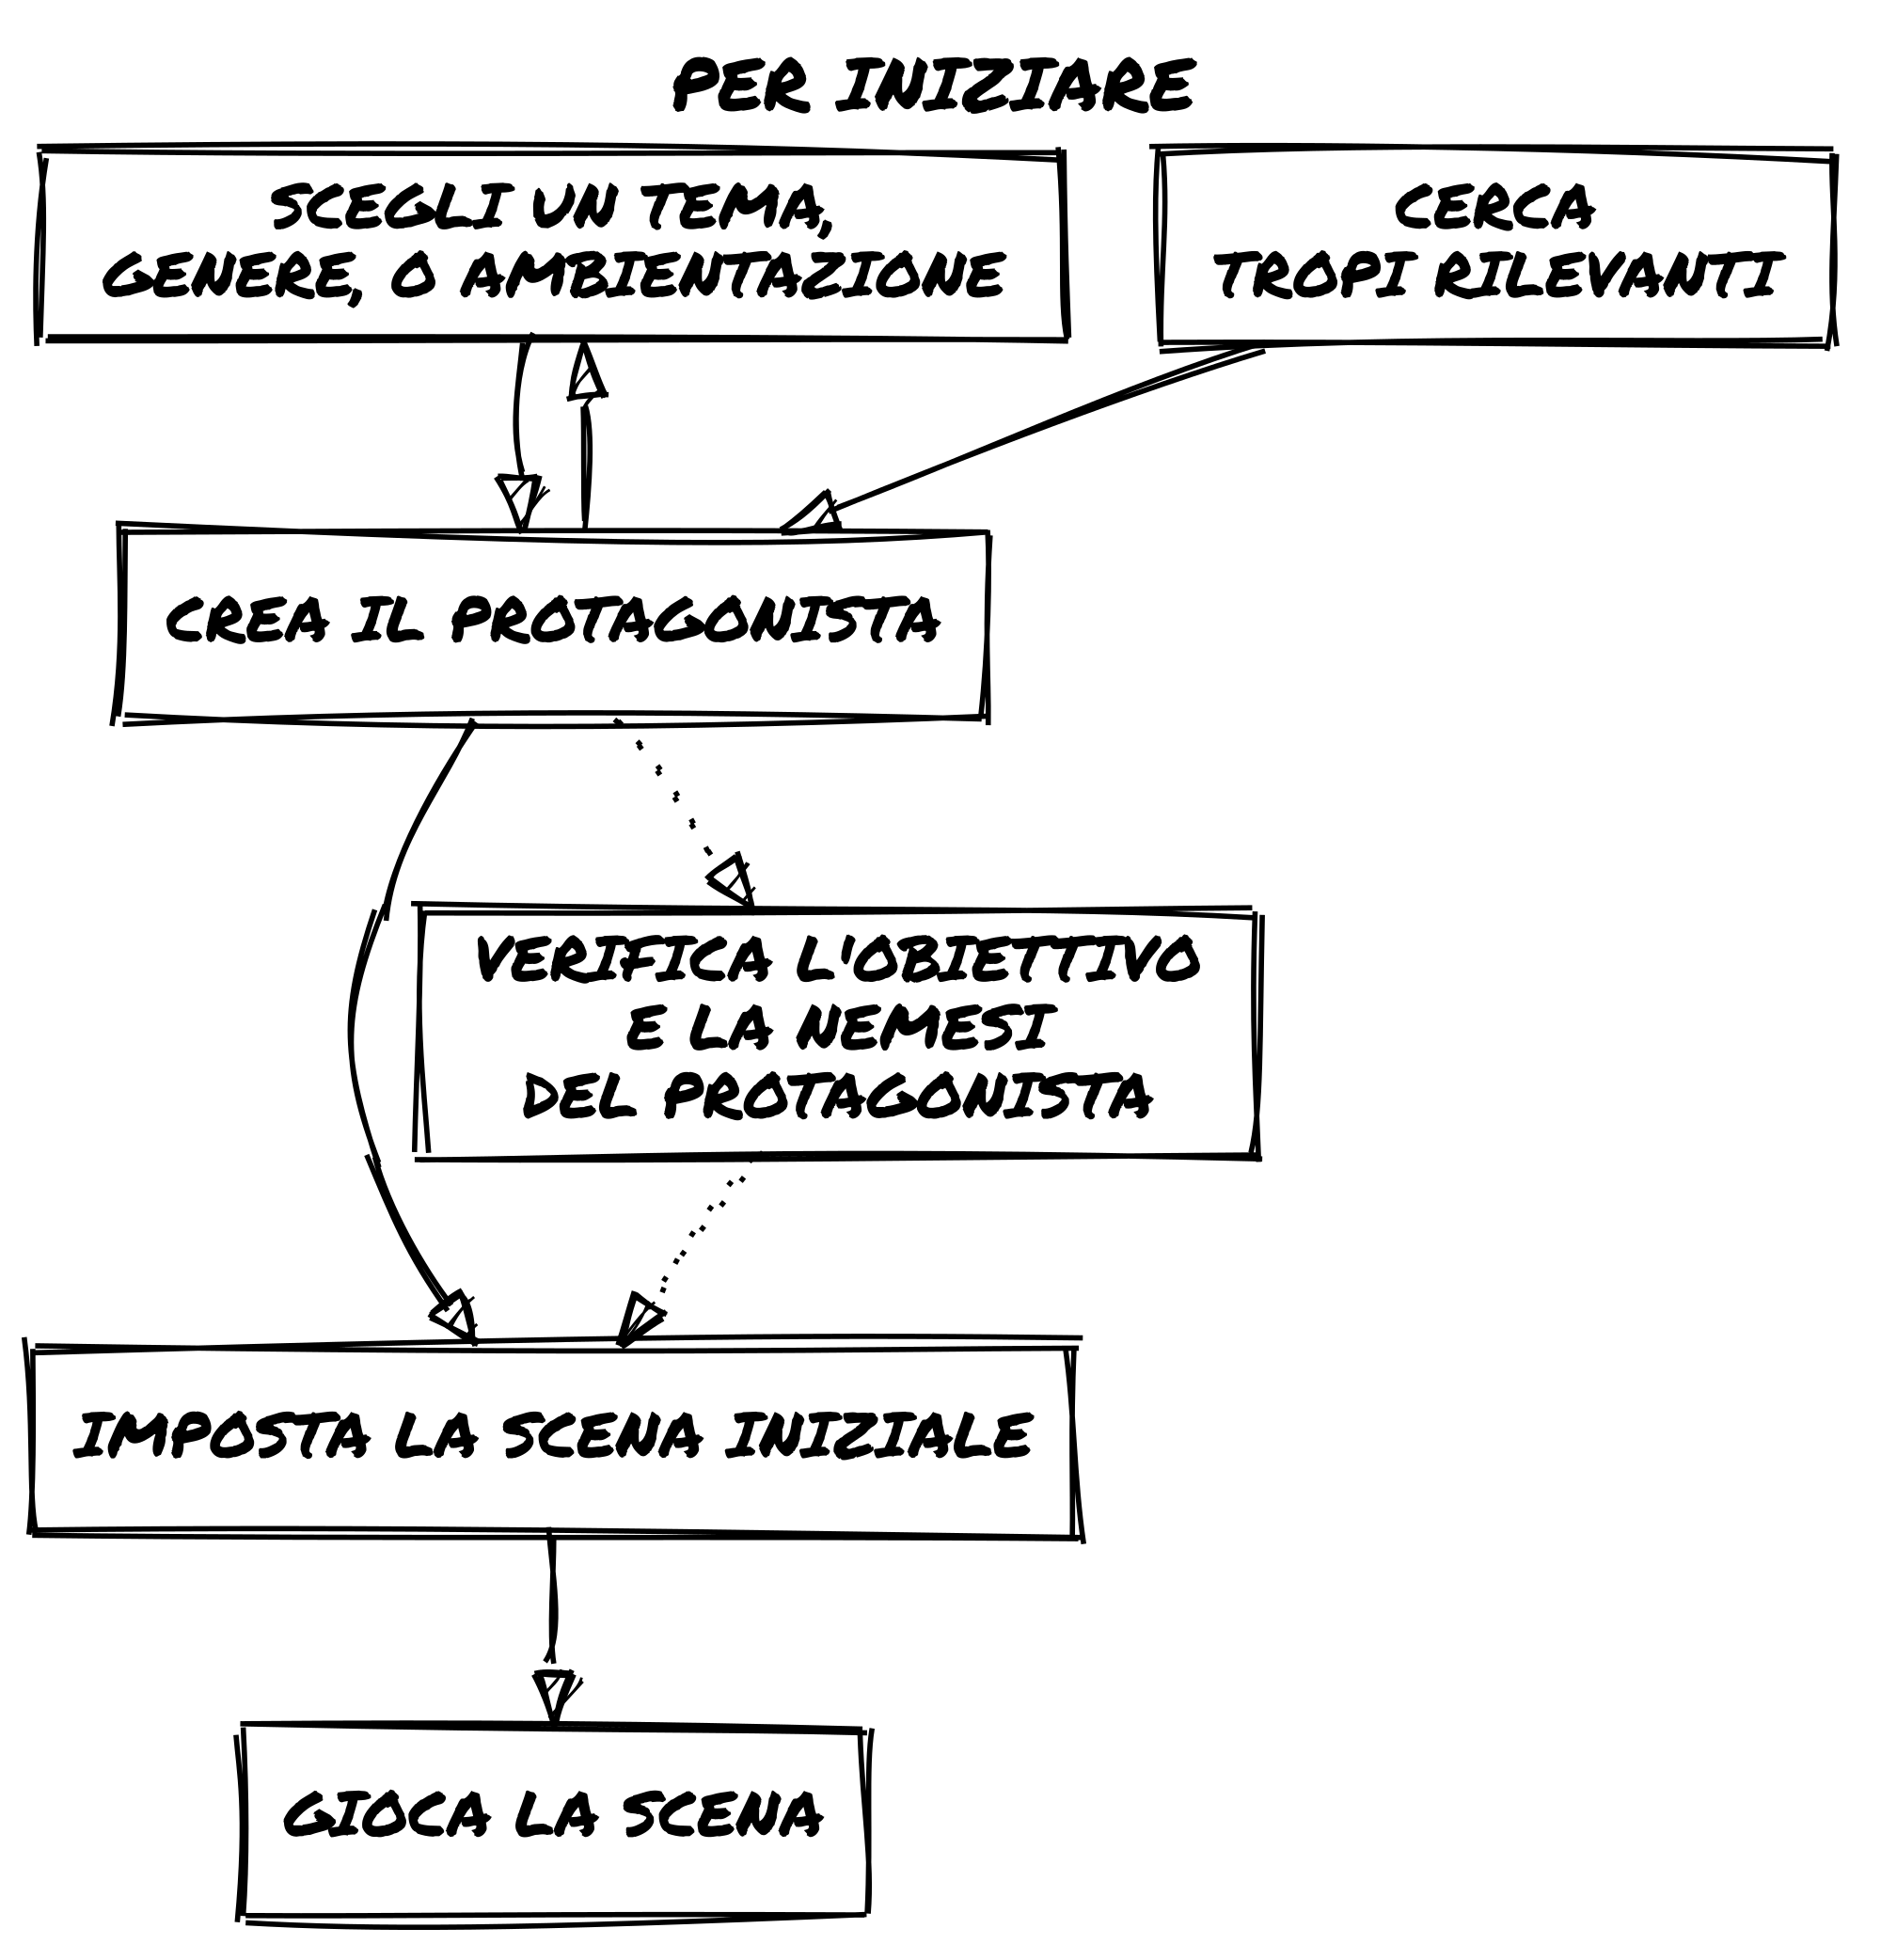 PER INIZIARE
SCEGLI UN TEMA,
GENERE, O AMBIENTAZIONE
CERCA
TROPI RILEVANTI
CREA IL PROTAGONISTA
VERIFICA L'OBIETTIVO
E LA NEMESI
DEL PROTAGONISTA
IMPOSTA LA SCENA INIZIALE
GIOCA LA SCENA